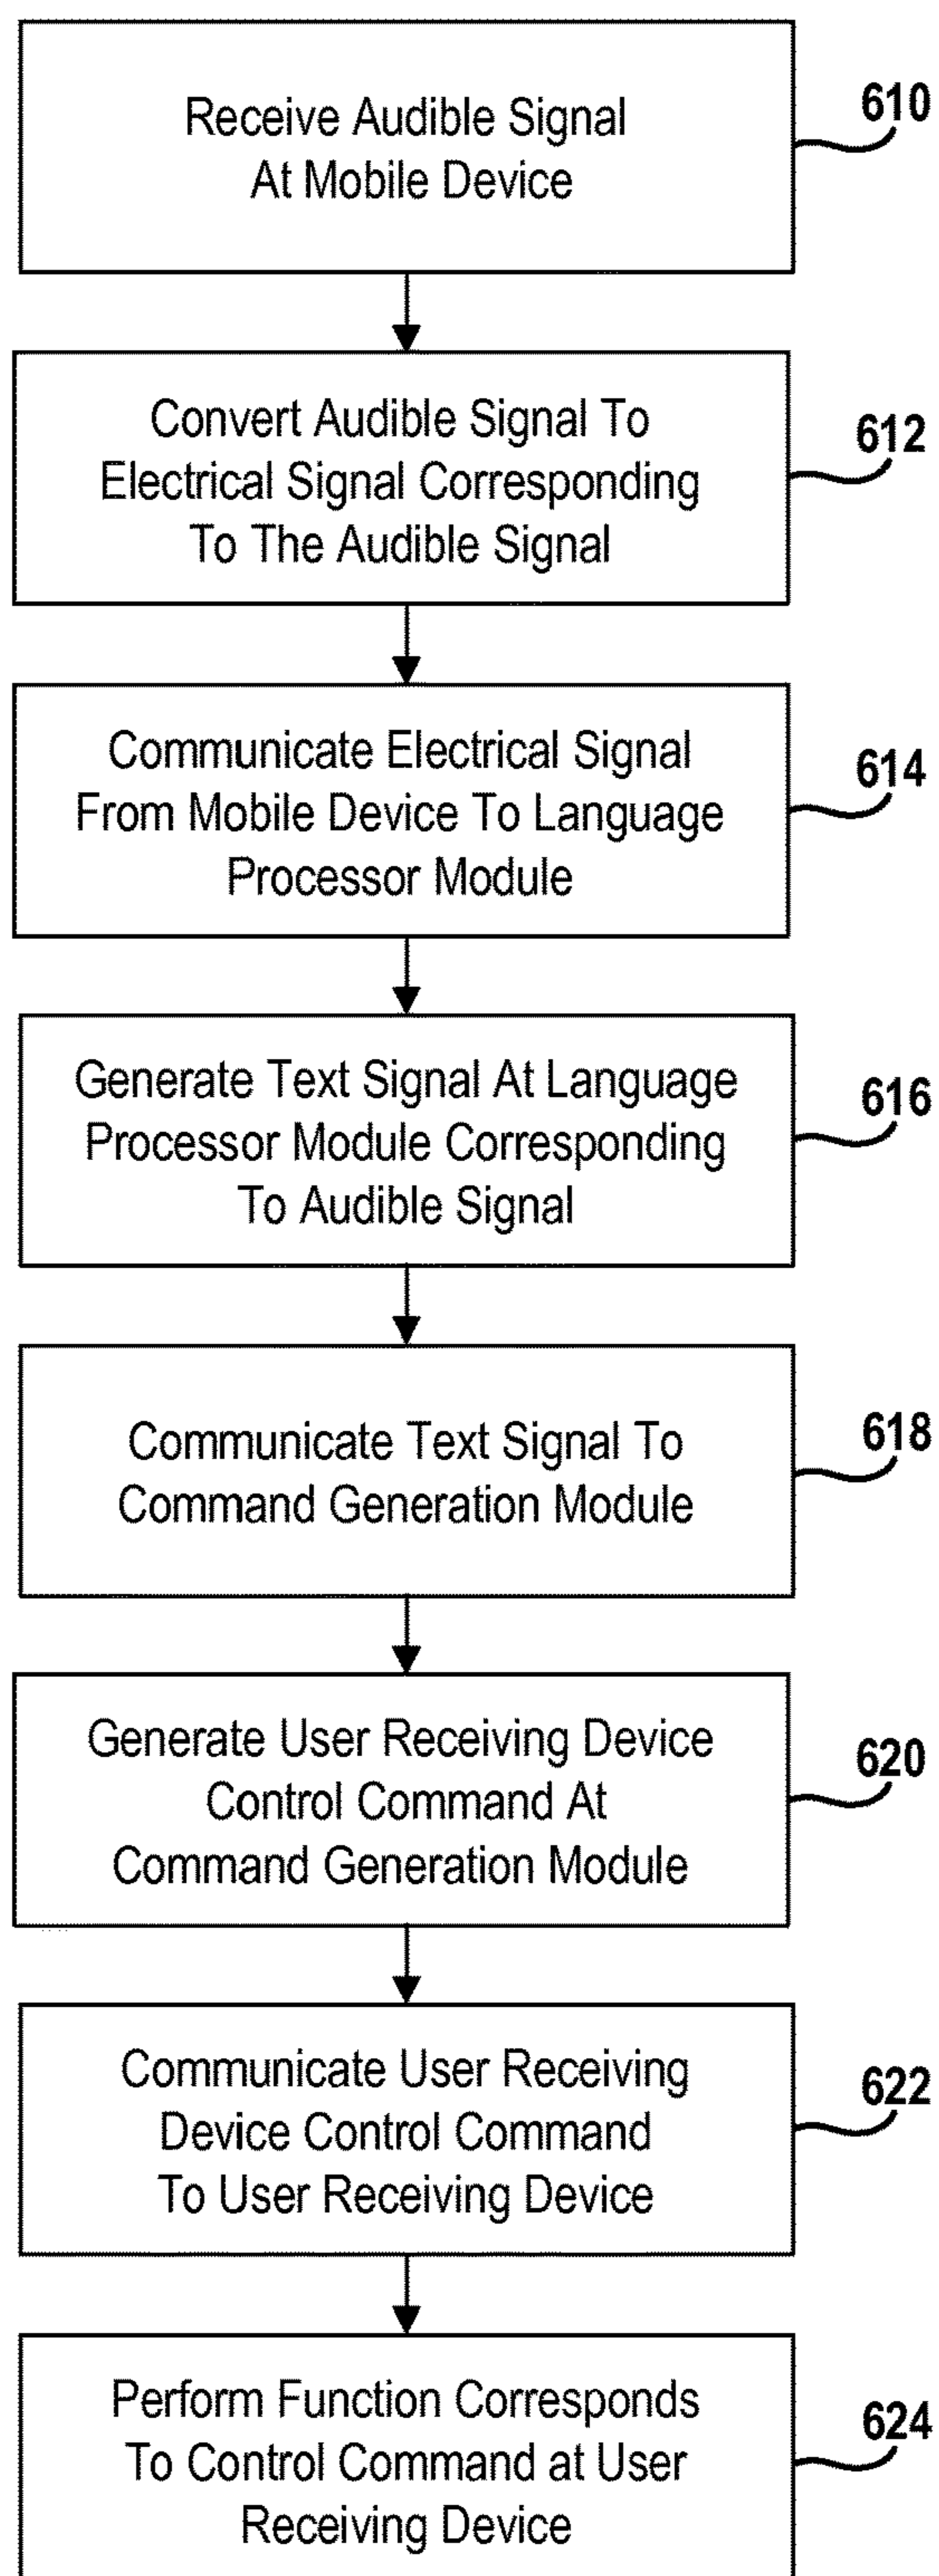 Receive Audible Signal
At Mobile Device
610
Convert Audible Signal To
Electrical Signal Corresponding
To The Audible Signal
612
Communicate Electrical Signal
From Mobile Device To Language
Processor Module
614
Generate Text Signal At Language
Processor Module Corresponding
To Audible Signal
616
Communicate Text Signal To
Command Generation Module
618
Generate User Receiving Device
Control Command At
Command Generation Module
620
Communicate User Receiving
Device Control Command
To User Receiving Device
622
Perform Function Corresponds
To Control Command at User
Receiving Device
624